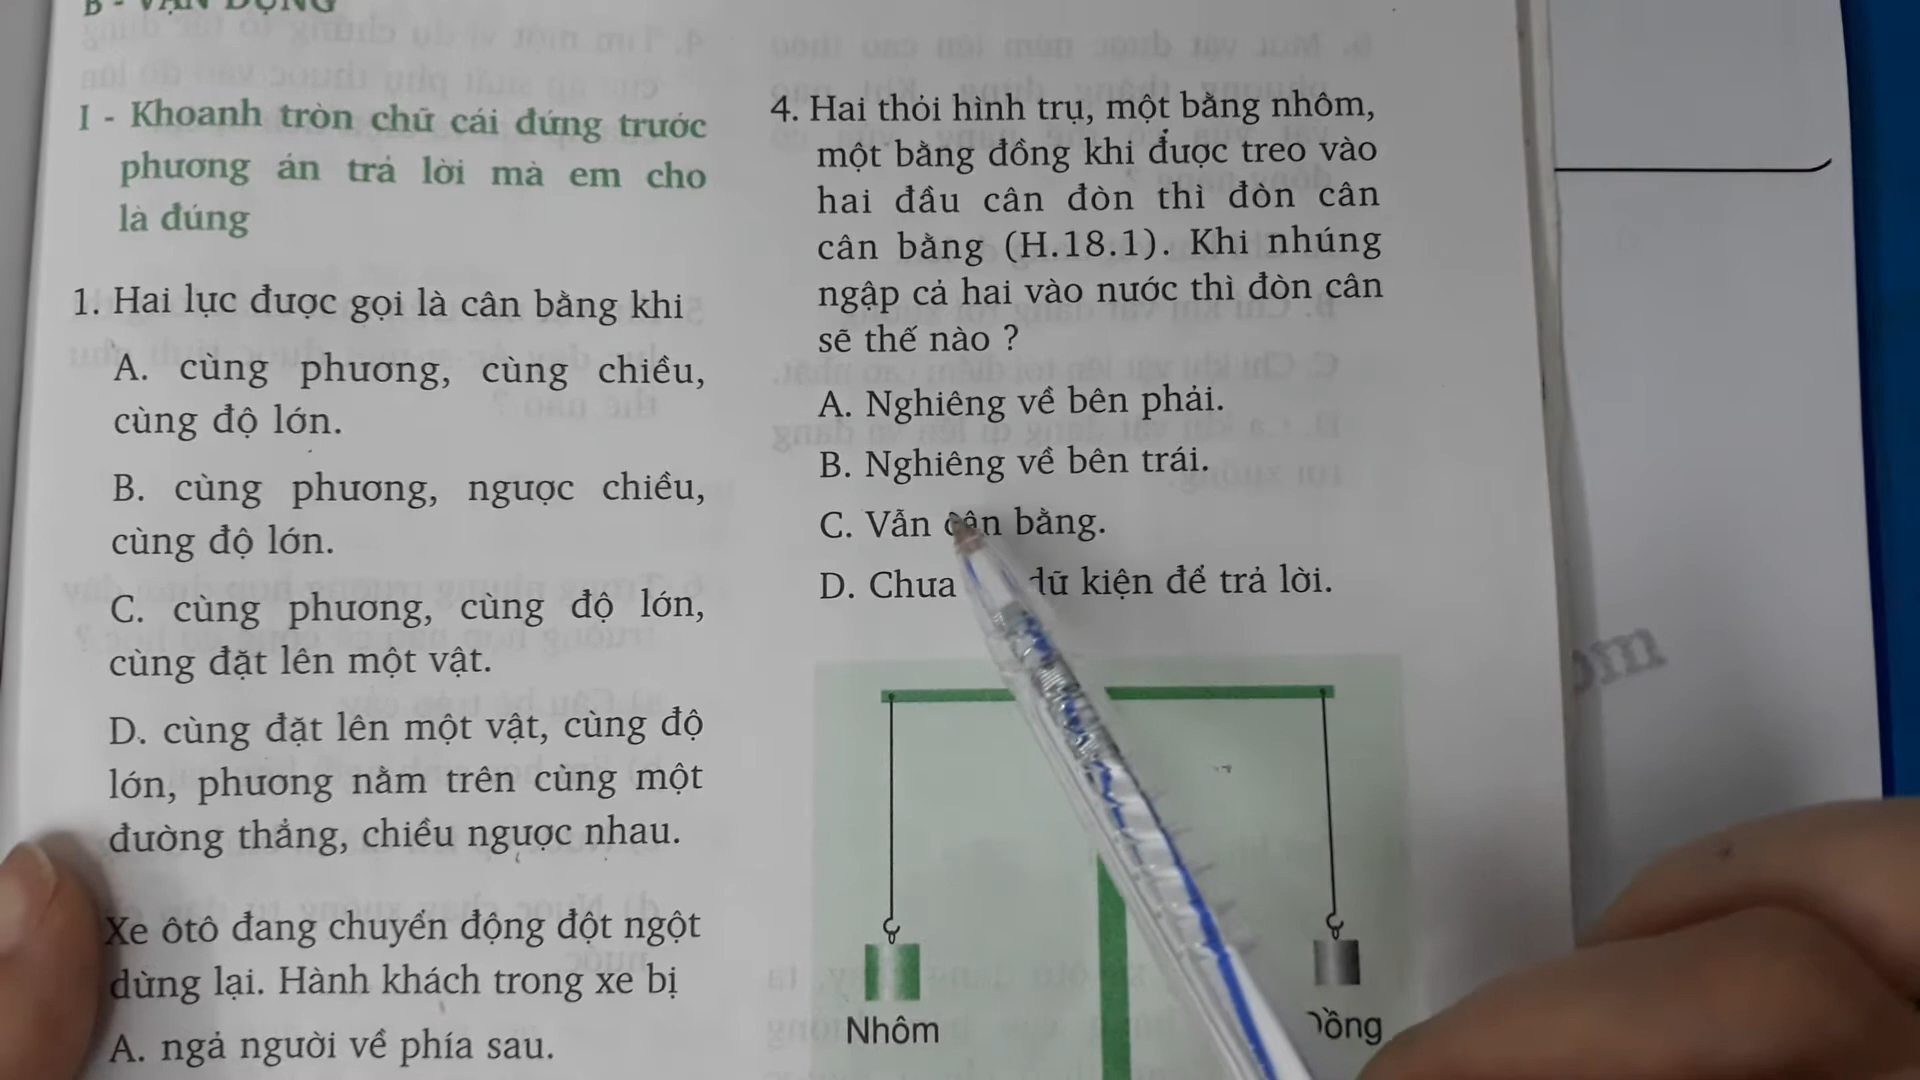 B - VẬN DỤNG
I - Khoanh tròn chữ cái đứng trước
phương án trả lời mà em cho
là đúng
1. Hai lực được gọi là cân bằng khi
A. cùng phương, cùng chiều,
cùng độ lớn.
B. cùng phương, ngược chiều,
cùng độ lớn.
C. cùng phương, cùng độ lớn,
cùng đặt lên một vật.
D. cùng đặt lên một vật, cùng độ
lớn, phương nằm trên cùng một
đường thẳng, chiều ngược nhau.
Xe ôtô đang chuyển động đột ngột
dừng lại. Hành khách trong xe bị
A. ngả người về phía sau.
4. Hai thỏi hình trụ, một bằng nhôm,
một bằng đồng khi được treo vào
hai đầu cân đòn thì đòn cân
cân bằng (H.18.1). Khi nhúng
ngập cả hai vào nước thì đòn cân
sẽ thế nào ?
A. Nghiêng về bên phải.
B. Nghiêng về bên trái.
C. Vẫn cân bằng.
D. Chưa dữ kiện để trả lời.
Nhôm
Đồng
om